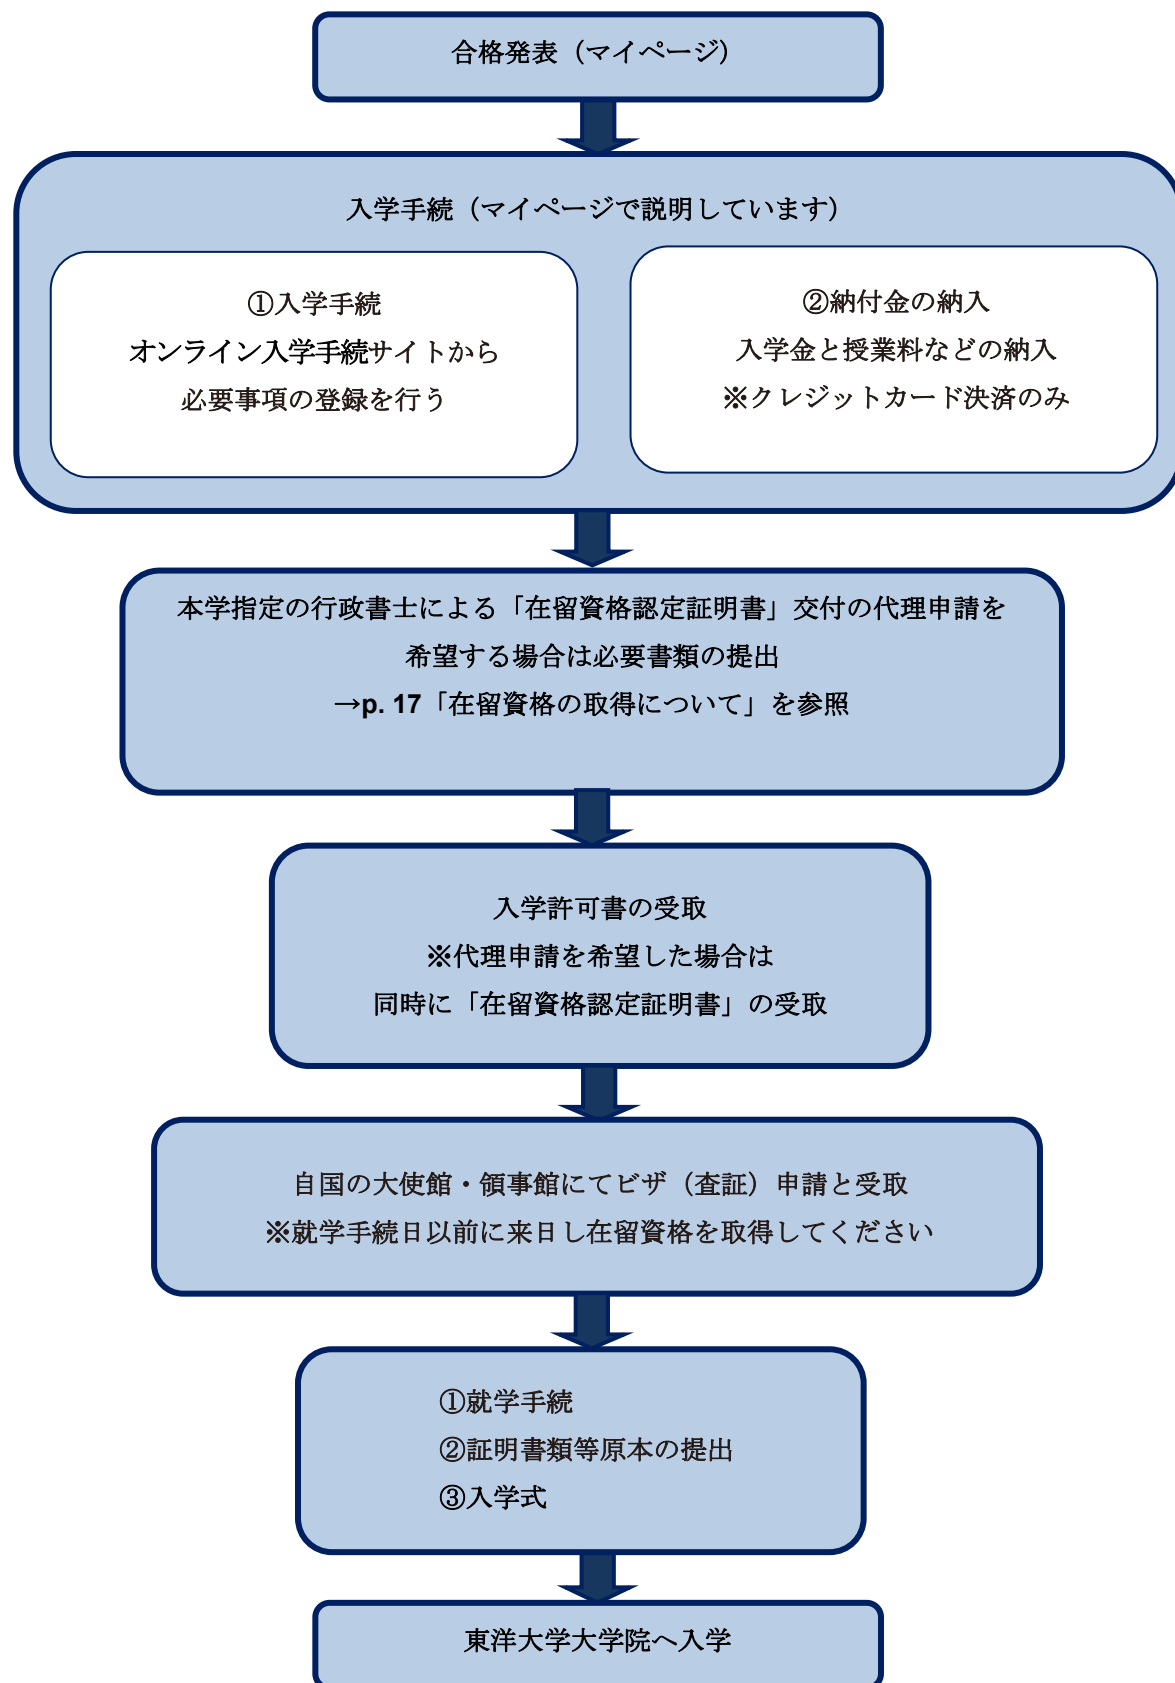 合格発表（マイページ）
入学手続（マイページで説明しています）
①入学手続
オンライン入学手続サイトから
必要事項の登録を行う
②納付金の納入
入学金と授業料などの納入
※クレジットカード決済のみ
本学指定の行政書士による「在留資格認定証明書」交付の代理申請を
希望する場合は必要書類の提出
→p. 17「在留資格の取得について」を参照
入学許可書の受取
※代理申請を希望した場合は
同時に「在留資格認定証明書」の受取
自国の大使館・領事館にてビザ（査証）申請と受取
※就学手続日以前に来日し在留資格を取得してください
①就学手続
②証明書類等原本の提出
③入学式
東洋大学大学院へ入学